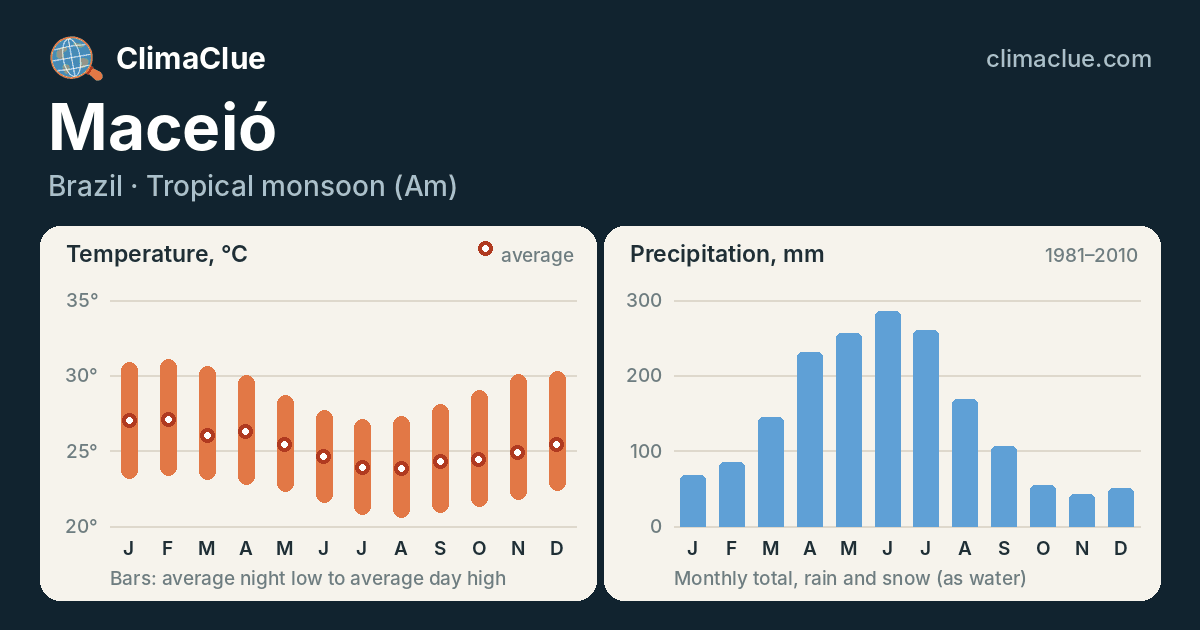 ClimaClue
climaclue.com
Maceió
Brazil · Tropical monsoon (Am)
Temperature, °C
average
35°
30°
25°
20°
J F M A M J J A S O N D
Bars: average night low to average day high
Precipitation, mm
1981–2010
300
200
100
0
J F M A M J J A S O N D
Monthly total, rain and snow (as water)